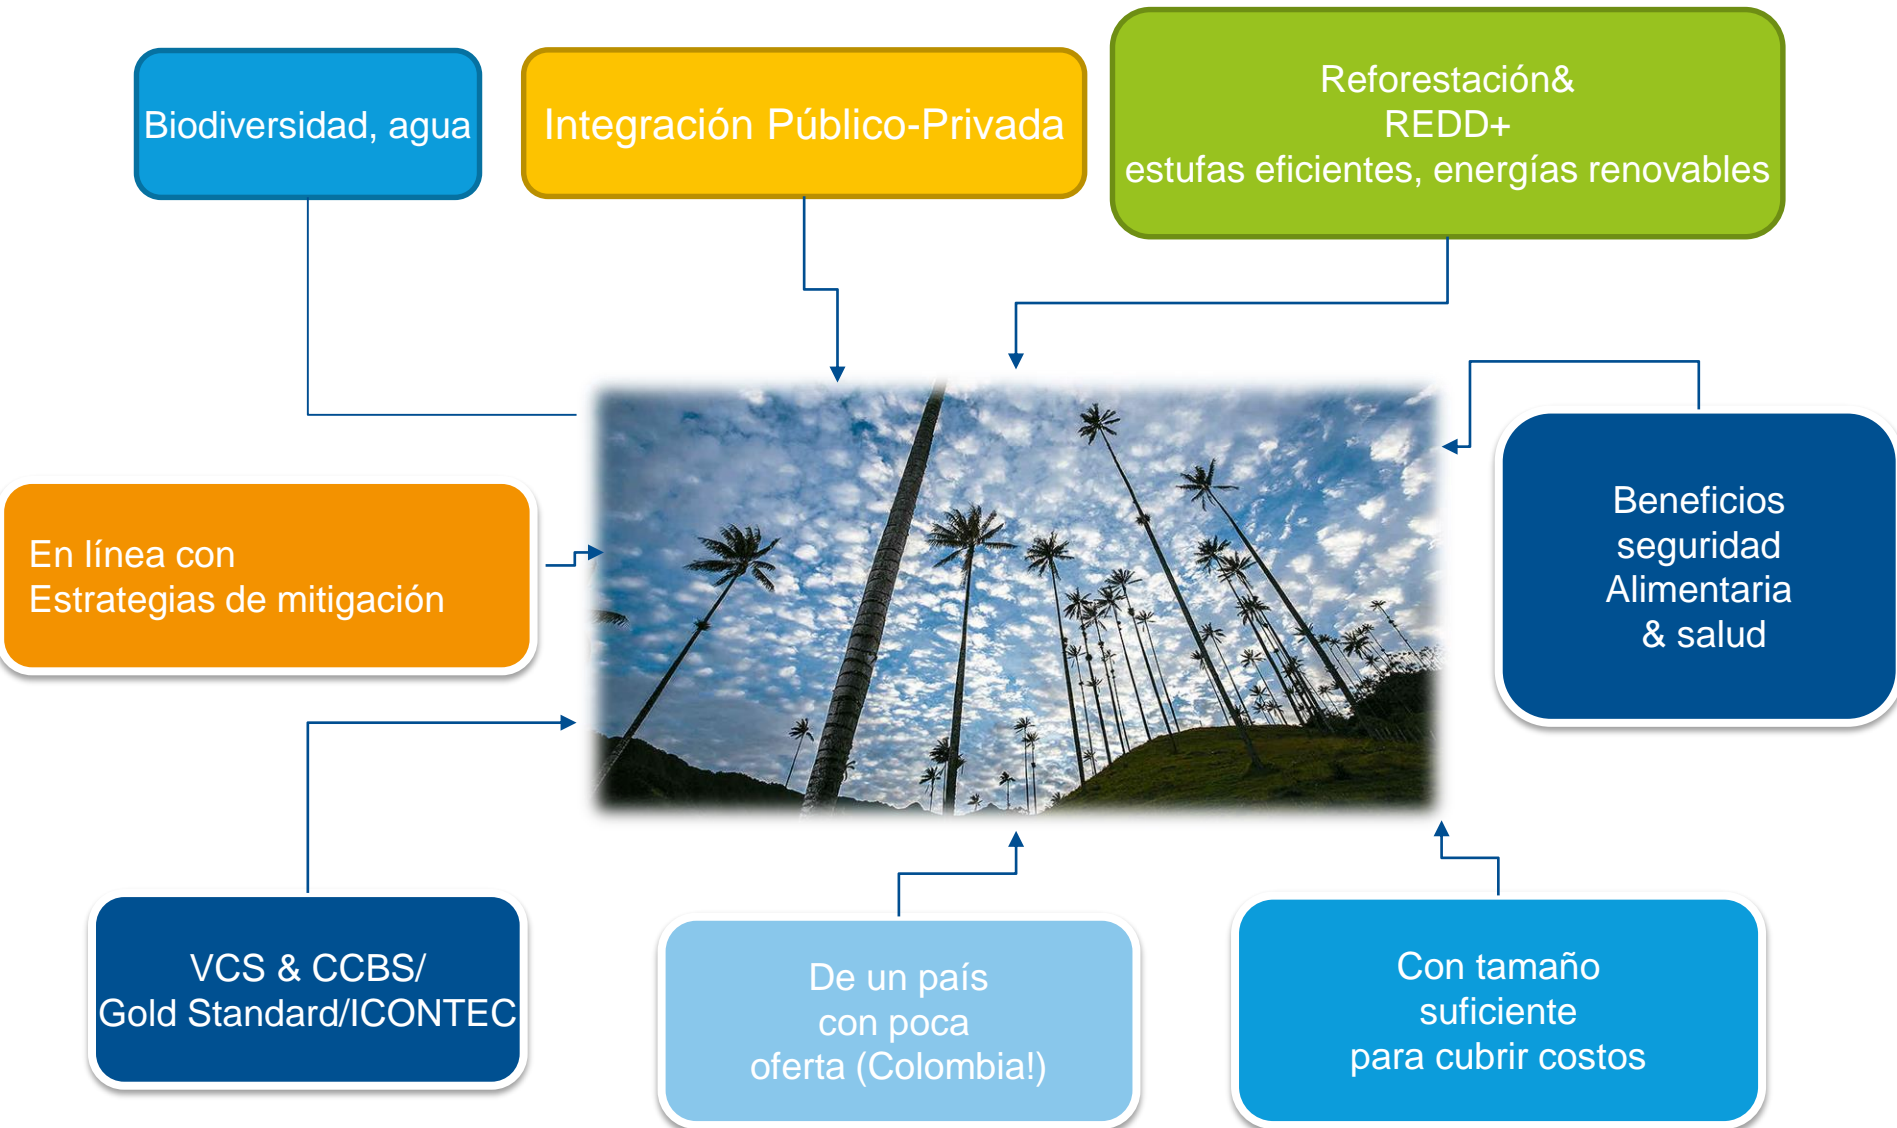 Biodiversidad, agua
Integración Público-Privada
Reforestación&
REDD+
estufas eficientes, energías renovables
En línea con
Estrategias de mitigación
Beneficios
seguridad
Alimentaria
& salud
VCS & CCBS/
Gold Standard/ICONTEC
De un país
con poca
oferta (Colombia!)
Con tamaño
suficiente
para cubrir costos